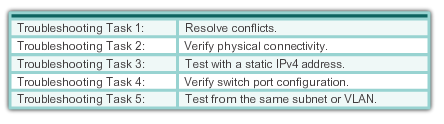 Troubleshooting Task 1: Resolve conflicts.
Troubleshooting Task 2: Verify physical connectivity.
Troubleshooting Task 3: Test with a static IPv4 address.
Troubleshooting Task 4: Verify switch port configuration.
Troubleshooting Task 5: Test from the same subnet or VLAN.